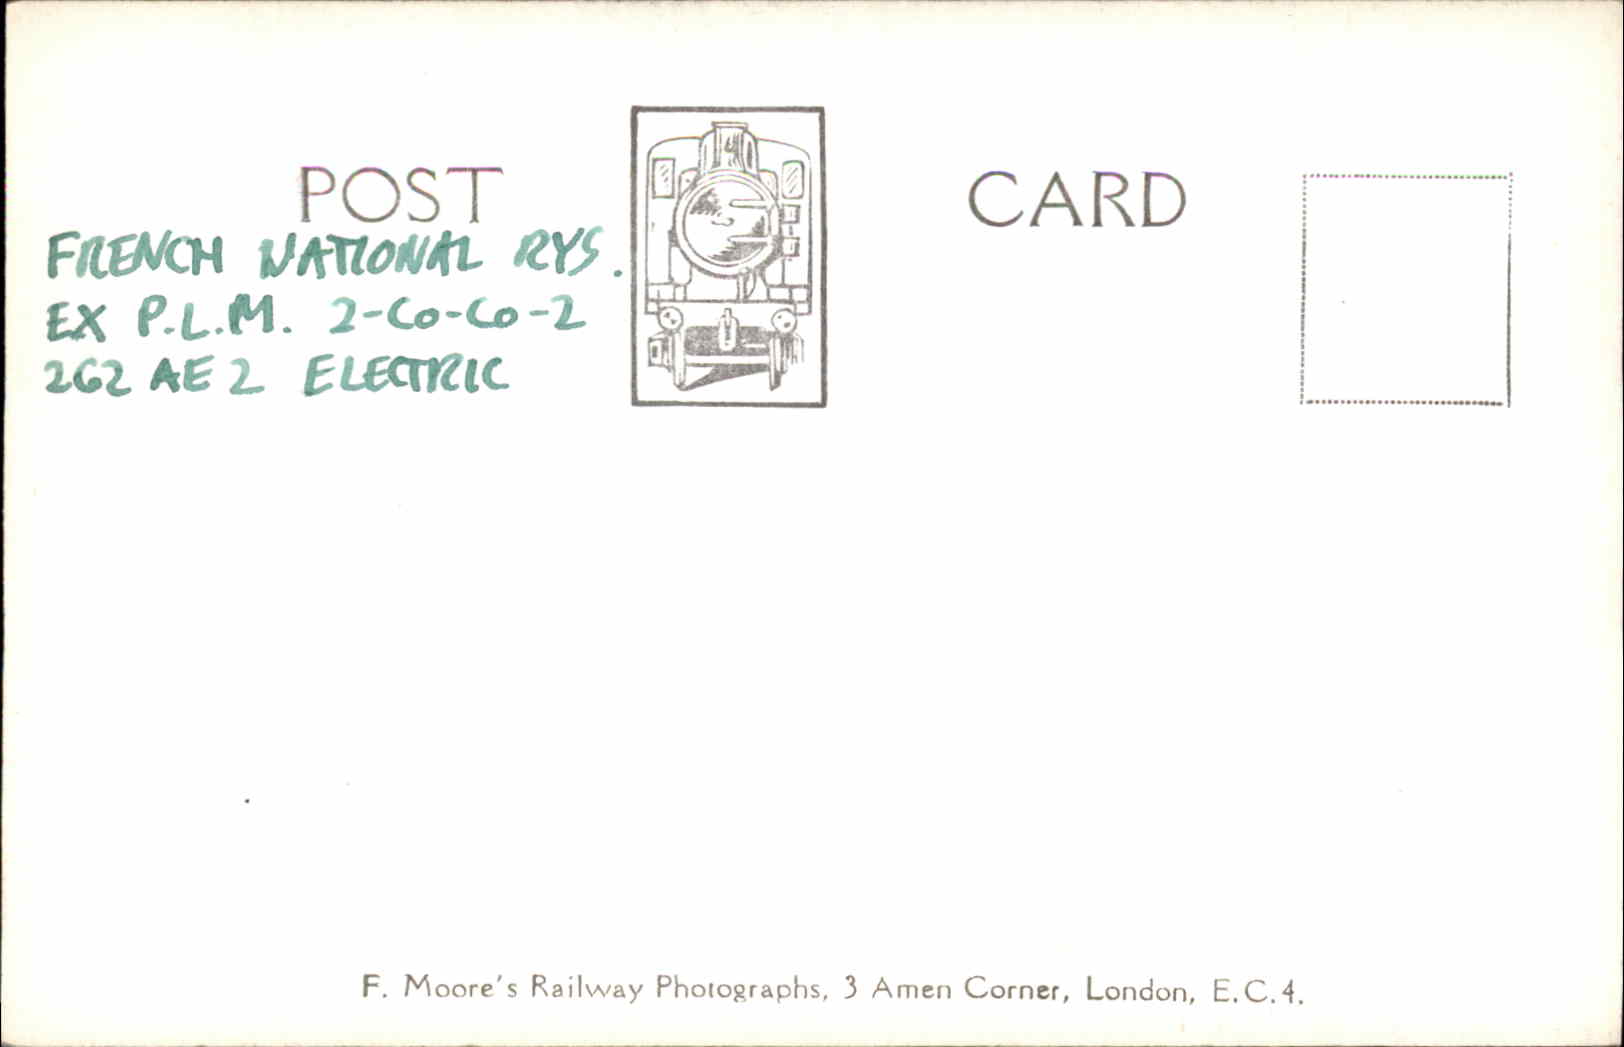 POST CARD
FRENCH NATIONAL RYS.
EX P.L.M. 2-Co-Co-2
262 AE 2 ELECTRIC
F. Moore's Railway Photographs, 3 Amen Corner, London, E.C.4.